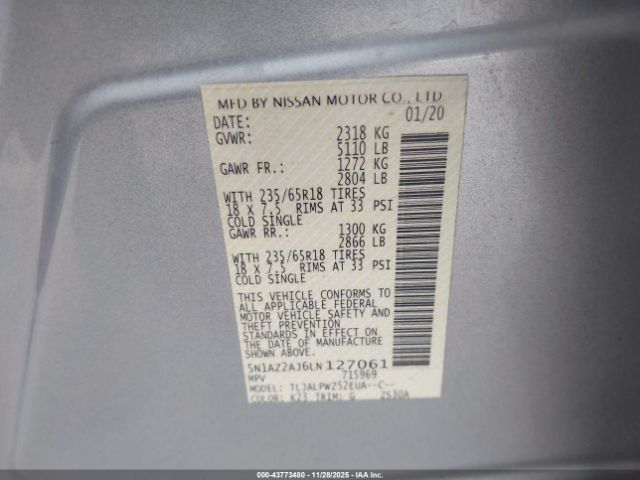 MFD BY NISSAN MOTOR CO., LTD
DATE: 01/20
GVWR: 2318 KG
5110 LB
GAWR FR.: 1272 KG
2804 LB
WITH 235/65R18 TIRES
18 X 7.5 RIMS AT 33 PSI
COLD SINGLE
GAWR RR.: 1300 KG
2866 LB
WITH 235/65R18 TIRES
18 X 7.5 RIMS AT 33 PSI
COLD SINGLE
THIS VEHICLE CONFORMS TO
ALL APPLICABLE FEDERAL
MOTOR VEHICLE SAFETY AND
THEFT PREVENTION
STANDARDS IN EFFECT ON
THE DATE OF MANUFACTURE
SHOWN ABOVE.
5N1AZ2AJ6LN127061
MPV 715969
MODEL: TLJALPWZ52EUA--C--
COLOR: K23 TRIM: G Z530A
000-43773480 - 11/28/2025 - IAA Inc.